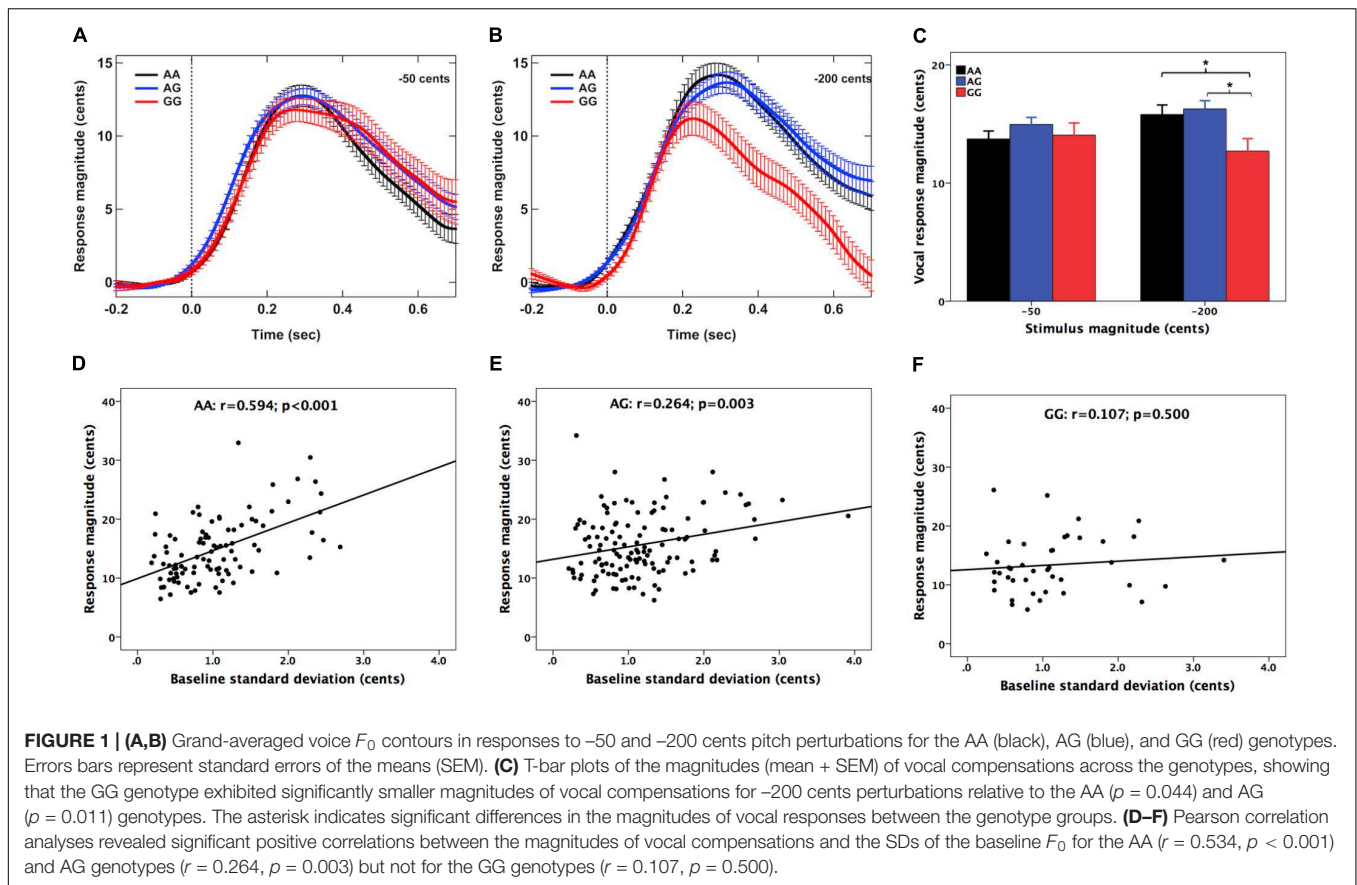 A
B
C
15
AA
AG
GG
-50 cents
10
5
0
-0.2
0.0
0.2
0.4
0.6
Response magnitude (cents)
Time (sec)
15
AA
AG
GG
-200 cents
10
5
0
-0.2
0.0
0.2
0.4
0.6
Response magnitude (cents)
Time (sec)
20
AA
AG
GG
*
*
10
0
-50
-200
Vocal response magnitude (cents)
Stimulus magnitude (cents)
D
E
F
AA: r=0.594; p<0.001
40
30
20
10
0
.0
1.0
2.0
3.0
4.0
Response magnitude (cents)
Baseline standard deviation (cents)
AG: r=0.264; p=0.003
40
30
20
10
0
.0
1.0
2.0
3.0
4.0
Response magnitude (cents)
Baseline standard deviation (cents)
GG: r=0.107; p=0.500
40
30
20
10
0
.0
1.0
2.0
3.0
4.0
Response magnitude (cents)
Baseline standard deviation (cents)
FIGURE 1 | (A,B) Grand-averaged voice F0 contours in responses to –50 and –200 cents pitch perturbations for the AA (black), AG (blue), and GG (red) genotypes.
Errors bars represent standard errors of the means (SEM). (C) T-bar plots of the magnitudes (mean + SEM) of vocal compensations across the genotypes, showing
that the GG genotype exhibited significantly smaller magnitudes of vocal compensations for –200 cents perturbations relative to the AA (p = 0.044) and AG
(p = 0.011) genotypes. The asterisk indicates significant differences in the magnitudes of vocal responses between the genotype groups. (D–F) Pearson correlation
analyses revealed significant positive correlations between the magnitudes of vocal compensations and the SDs of the baseline F0 for the AA (r = 0.534, p < 0.001)
and AG genotypes (r = 0.264, p = 0.003) but not for the GG genotypes (r = 0.107, p = 0.500).